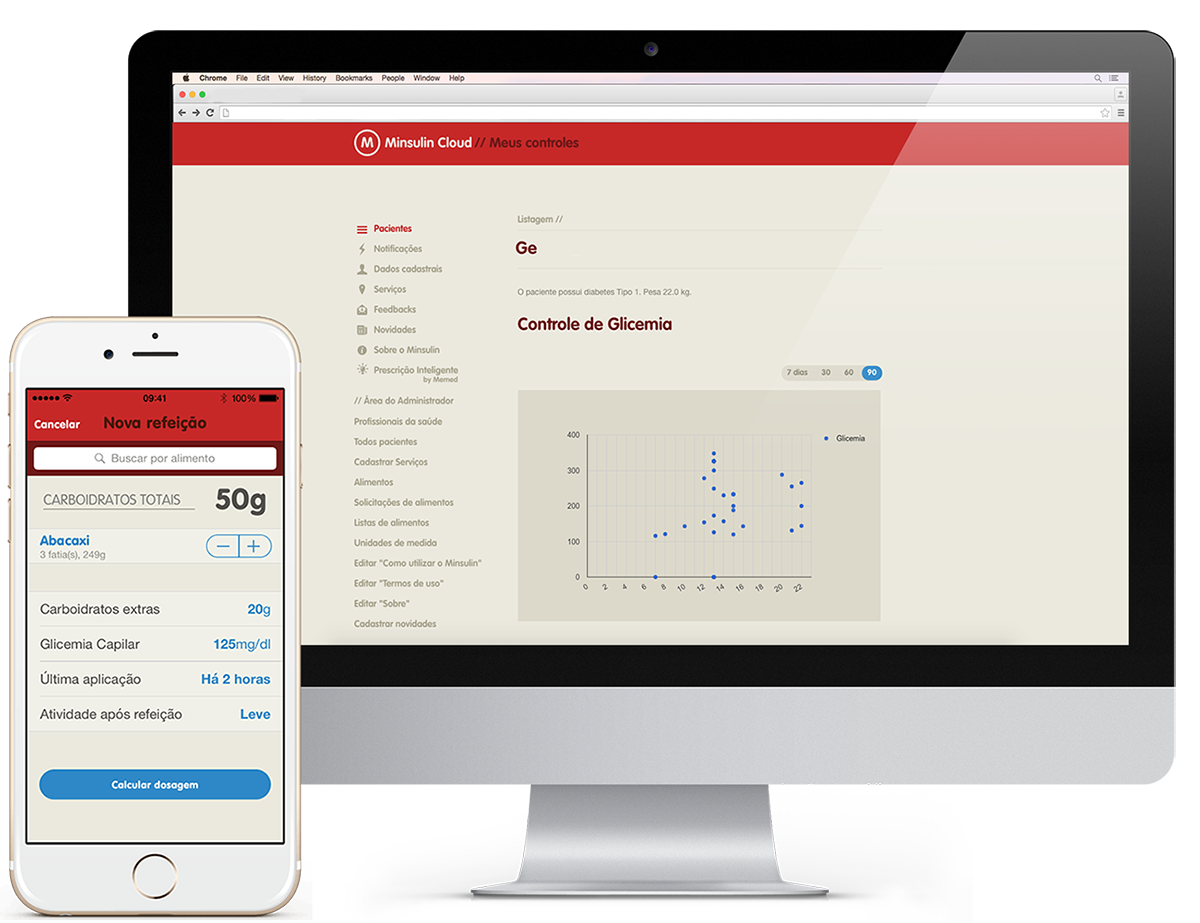 Chrome File Edit View History Bookmarks People Window Help
M Minsulin Cloud // Meus controles
Pacientes
Notificações
Dados cadastrais
Serviços
Feedbacks
Novidades
Sobre o Minsulin
Prescrição Inteligente
by Memed
// Área do Administrador
Profissionais da saúde
Todos pacientes
Cadastrar Serviços
Alimentos
Solicitações de alimentos
Listas de alimentos
Unidades de medida
Editar "Como utilizar o Minsulin"
Editar "Termos de uso"
Editar "Sobre"
Cadastrar novidades
Listagem //
Ge
O paciente possui diabetes Tipo 1. Pesa 22.0 kg.
Controle de Glicemia
7 dias 30 60 90
Glicemia
400
300
200
100
0
0 2 4 6 8 10 12 14 16 18 20 22
09:41 100%
Cancelar Nova refeição
Buscar por alimento
CARBOIDRATOS TOTAIS 50g
Abacaxi
3 fatia(s), 249g
Carboidratos extras 20g
Glicemia Capilar 125mg/dl
Última aplicação Há 2 horas
Atividade após refeição Leve
Calcular dosagem